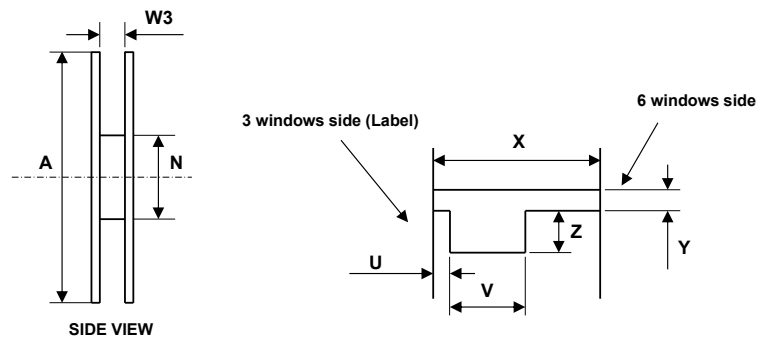 W3
A
N
SIDE VIEW
3 windows side (Label)
6 windows side
X
Z
Y
U
V